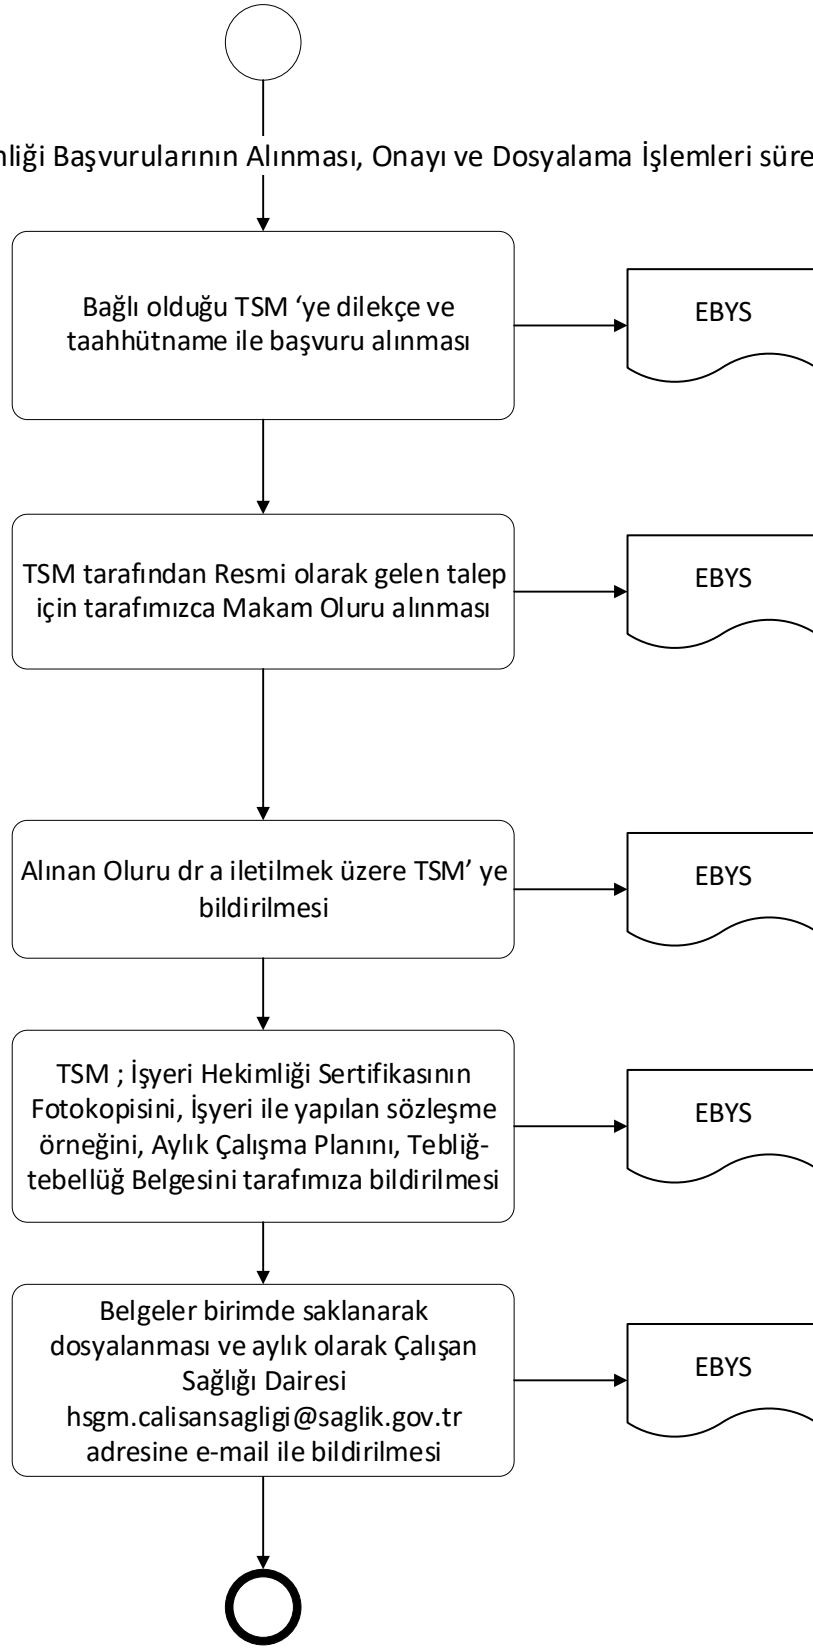 Başvurularının Alınması, Onayı ve Dosyalama İşlemleri
Bağlı olduğu TSM ‘ye dilekçe ve
taahhütname ile başvuru alınması
EBYS
TSM tarafından Resmi olarak gelen talep
için tarafımızca Makam Oluru alınması
EBYS
Alınan Oluru dr a iletilmek üzere TSM’ ye
bildirilmesi
EBYS
TSM ; İşyeri Hekimliği Sertifikasının
Fotokopisini, İşyeri ile yapılan sözleşme
örneğini, Aylık Çalışma Planını, Tebliğ-
tebellüğ Belgesini tarafımıza bildirilmesi
EBYS
Belgeler birimde saklanarak
dosyalanması ve aylık olarak Çalışan
Sağlığı Dairesi
hsgm.calisansagligi@saglik.gov.tr
adresine e-mail ile bildirilmesi
EBYS